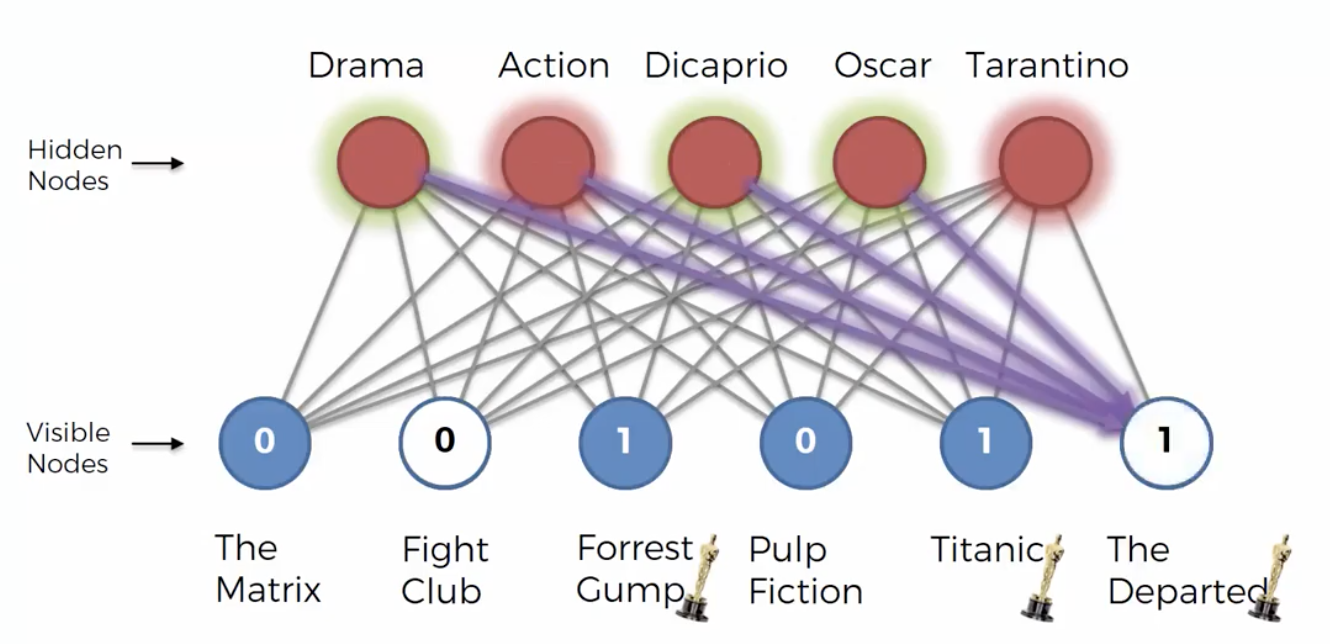 Drama Action Dicaprio Oscar Tarantino
Hidden
Nodes
Visible
Nodes
0 0 1 0 1 1
The
Matrix
Fight
Club
Forrest
Gump
Pulp
Fiction
Titanic
The
Departed